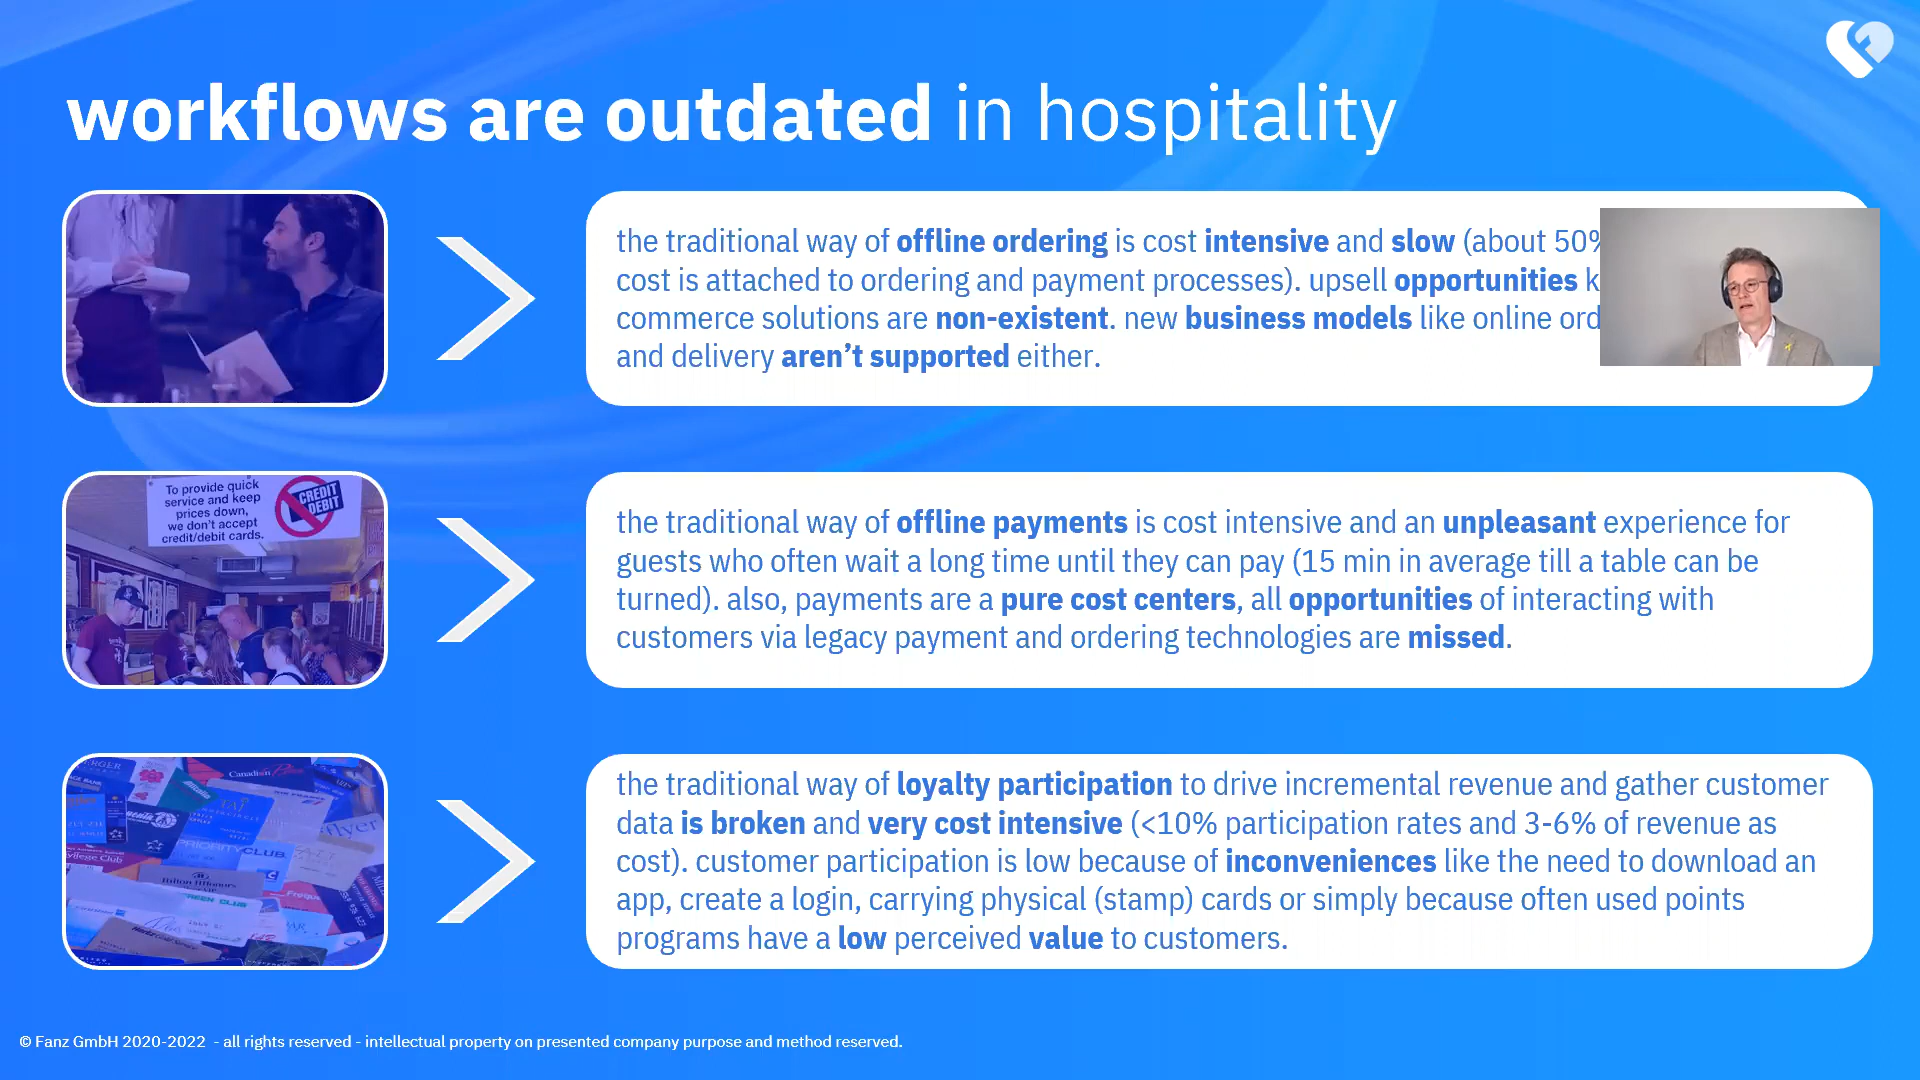 workflows are outdated in hospitality
the traditional way of offline ordering is cost intensive and slow (about 50%
cost is attached to ordering and payment processes). upsell opportunities
commerce solutions are non-existent. new business models like online
and delivery aren't supported either.
To provide quick
service and keep
prices down,
we don't accept
credit/debit cards.
CREDIT
DEBIT
the traditional way of offline payments is cost intensive and an unpleasant experience for
guests who often wait a long time until they can pay (15 min in average till a table can be
turned). also, payments are a pure cost centers, all opportunities of interacting with
customers via legacy payment and ordering technologies are missed.
Canadian
PRIORITY CLUB
Hilton HHonors
the traditional way of loyalty participation to drive incremental revenue and gather customer
data is broken and very cost intensive (<10% participation rates and 3-6% of revenue as
cost). customer participation is low because of inconveniences like the need to download an
app, create a login, carrying physical (stamp) cards or simply because often used points
programs have a low perceived value to customers.
© Fanz GmbH 2020-2022 - all rights reserved - intellectual property on presented company purpose and method reserved.